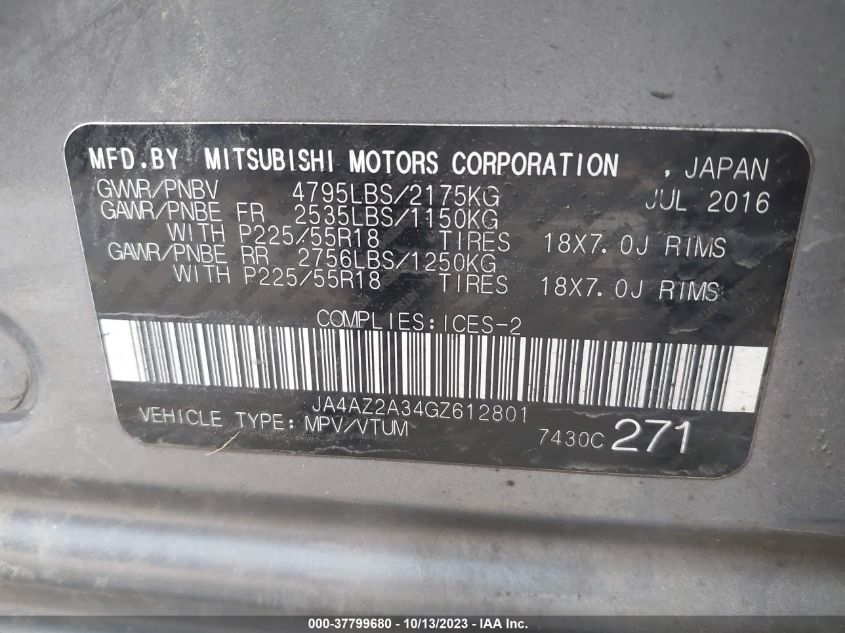 MFD.BY MITSUBISHI MOTORS CORPORATION , JAPAN
GWWR/PNBV 4795LBS/2175KG JUL 2016
GAWR/PNBE FR 2535LBS/1150KG
WITH P225/55R18 TIRES 18X7.0J RIMS
GAWR/PNBE RR 2756LBS/1250KG
WITH P225/55R18 TIRES 18X7.0J RIMS
COMPLIES:ICES-2
JA4AZ2A34GZ612801
VEHICLE TYPE:MPV/VTUM 7430C 271
000-37799680 - 10/13/2023 - IAA Inc.